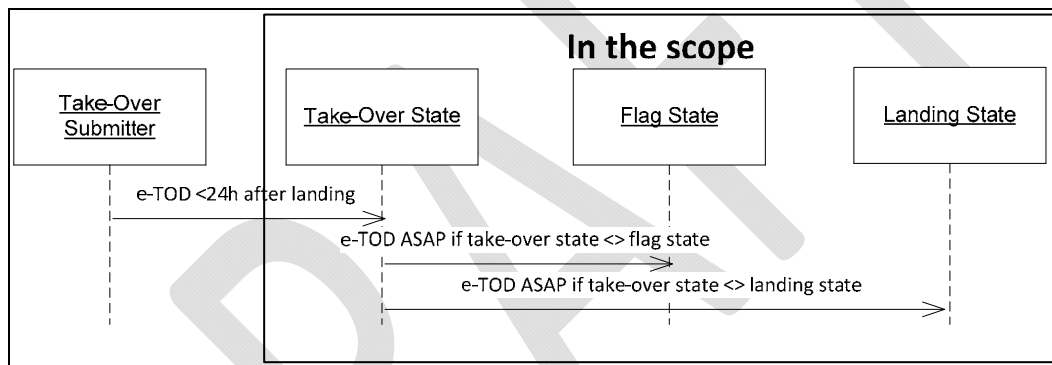 In the scope
Take-Over
Submitter
Take-Over State
Flag State
Landing State
e-TOD <24h after landing
e-TOD ASAP if take-over state <> flag state
e-TOD ASAP if take-over state <> landing state